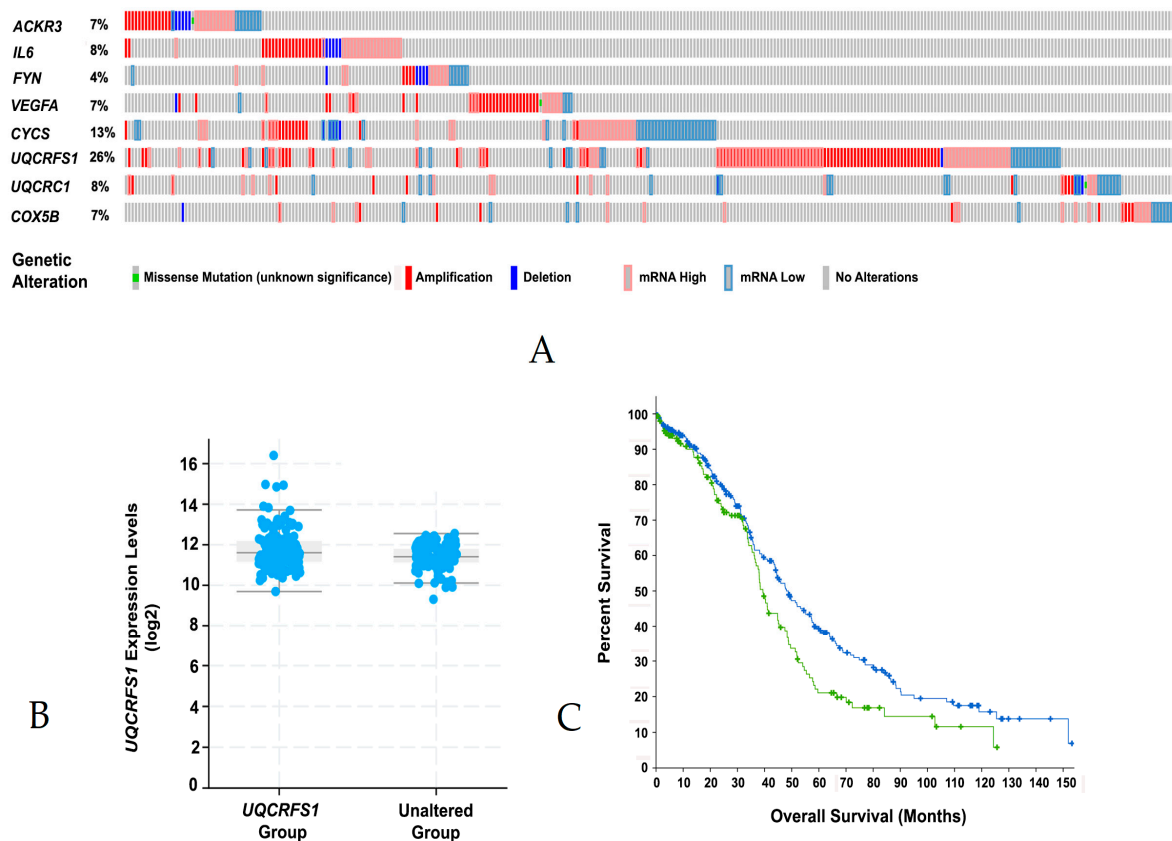 ACKR3 7%
IL6 8%
FYN 4%
VEGFA 7%
CYCS 13%
UQCRFS1 26%
UQCRC1 8%
COX5B 7%
Genetic
Alteration
Missense Mutation (unknown significance)
Amplification
Deletion
mRNA High
mRNA Low
No Alterations
A
UQCRFS1 Expression Levels
(log2)
16
14
12
10
8
6
4
2
0
UQCRFS1
Group
Unaltered
Group
B
Percent Survival
100
90
80
70
60
50
40
30
20
10
0
0 10 20 30 40 50 60 70 80 90 100 110 120 130 140 150
Overall Survival (Months)
C